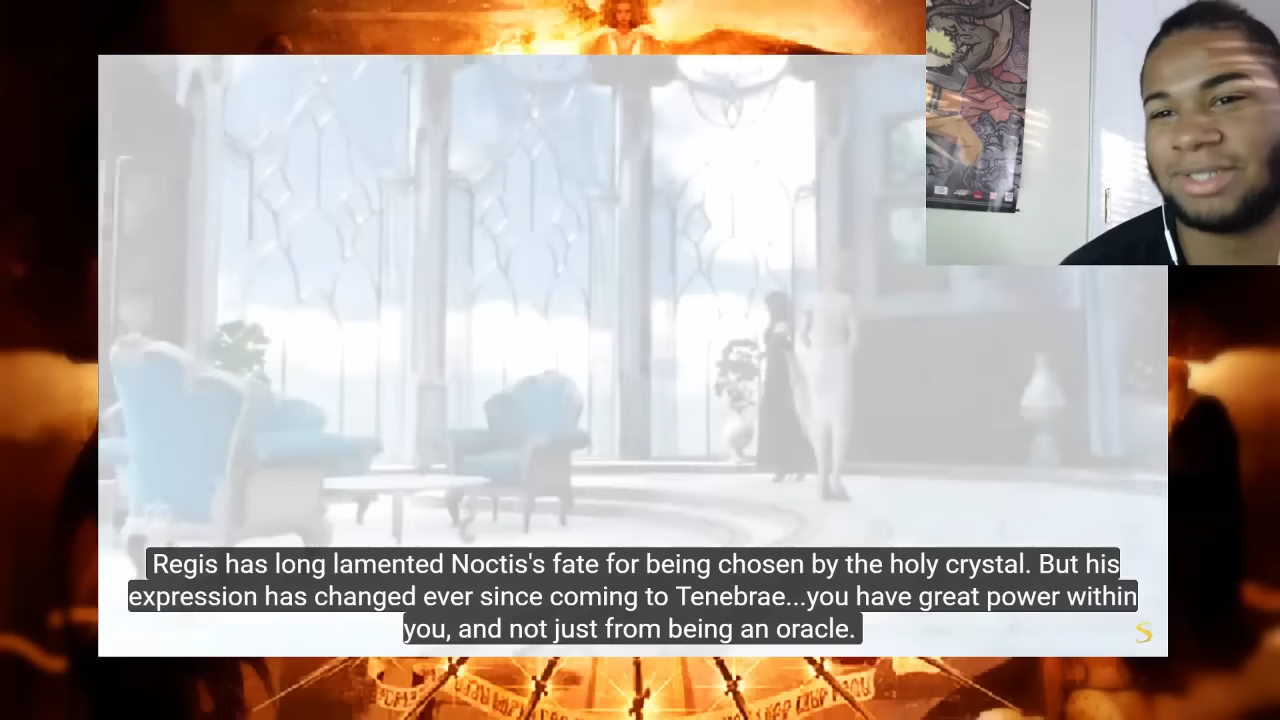 Regis has long lamented Noctis's fate for being chosen by the holy crystal. But his
expression has changed ever since coming to Tenebrae...you have great power within
you, and not just from being an oracle.
S